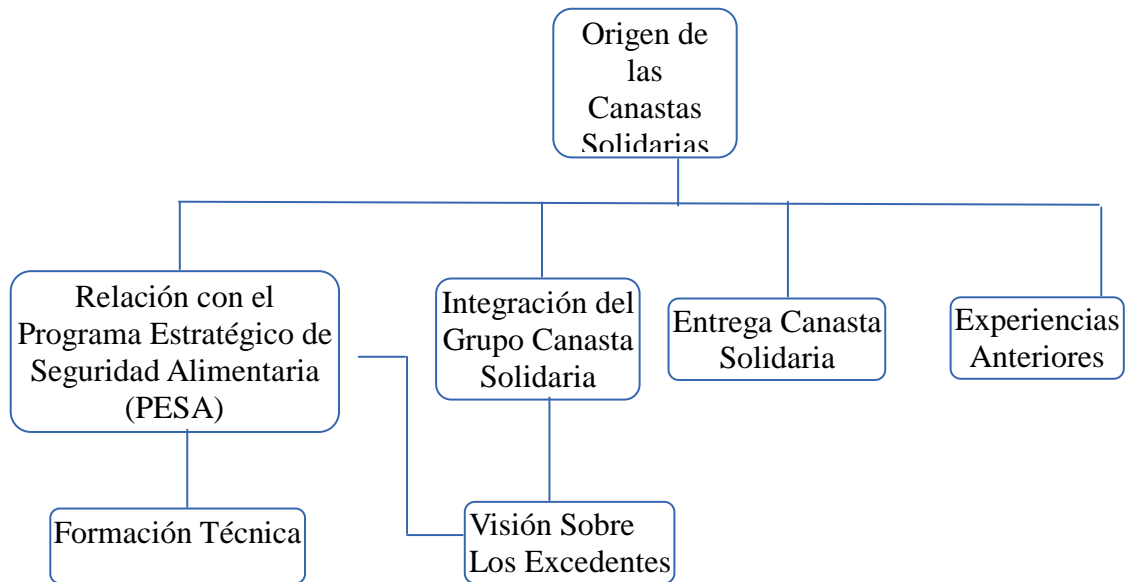 Origen de
las
Canastas
Solidarias
Relación con el
Programa Estratégico de
Seguridad Alimentaria
(PESA)
Integración del
Grupo Canasta
Solidaria
Entrega Canasta
Solidaria
Experiencias
Anteriores
Formación Técnica
Visión Sobre
Los Excedentes